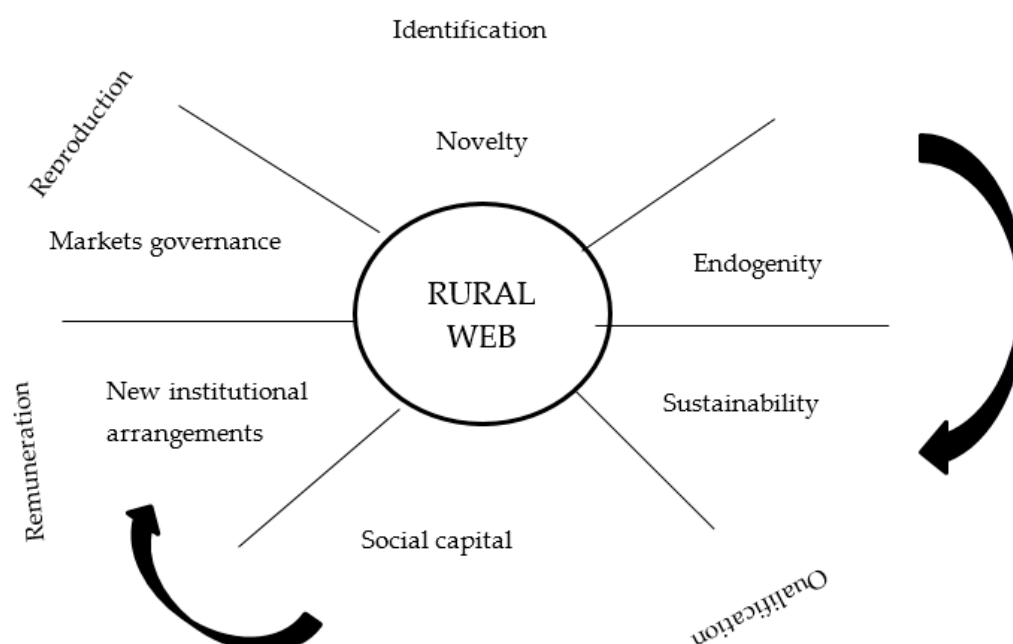 Identification
Reproduction
Novelty
Markets governance
Endogenity
RURAL
WEB
New institutional
arrangements
Sustainability
Remuneration
Social capital
Qualification